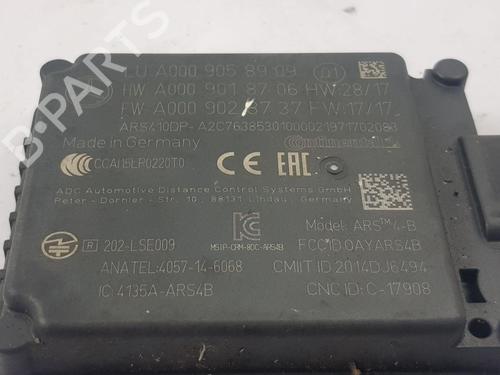 LU A000 905 89 09 01
HW A000 901 87 06 HW:28/17
FW A000 902 87 37 FW:17/17
ARS410DP- A2C76385301000021971702083
Made in Germany Continental
CCAI15LP0220T0 CE EAC
ADC Automotive Distance Control Systems GmbH
Peter - Dornier - Str. 10, 88131 Lindau, Germany
MSIP-CRM-8DC-ARS4B Model: ARS™4-B
R 202-LSE009 FCC ID:OAYARS4B
ANATEL:4057-14-6068 CMIIT ID:2014DJ6494
IC: 4135A-ARS4B CNC ID: C-17908
B-PARTS